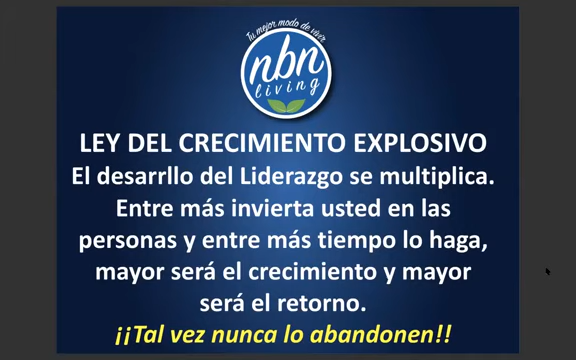 Tu mejor modo de vivir
nbn
living
LEY DEL CRECIMIENTO EXPLOSIVO
El desarrllo del Liderazgo se multiplica.
Entre más invierta usted en las
personas y entre más tiempo lo haga,
mayor será el crecimiento y mayor
será el retorno.
¡¡Tal vez nunca lo abandonen!!